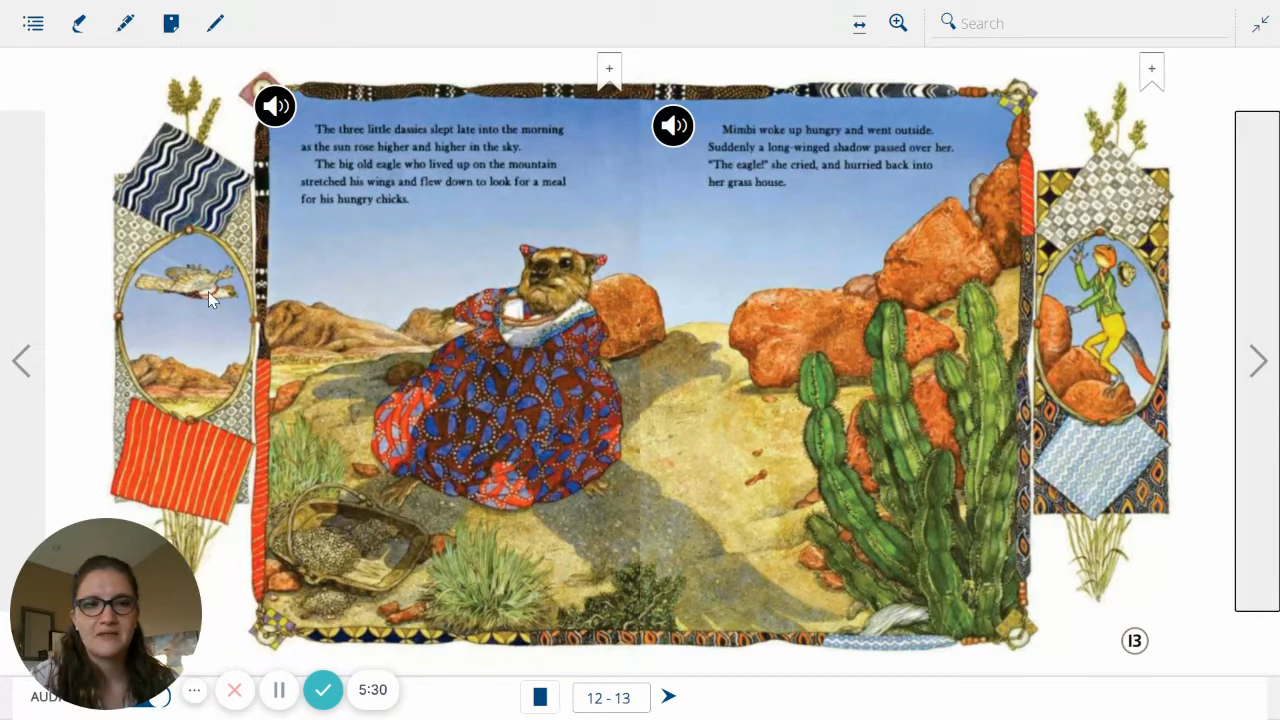 Search
The three little dassies slept late into the morning
as the sun rose higher and higher in the sky.
The big old eagle who lived up on the mountain
stretched his wings and flew down to look for a meal
for his hungry chicks.
Mimbi woke up hungry and went outside.
Suddenly a long-winged shadow passed over her.
"The eagle!" she cried, and hurried back into
her grass house.
13
AUD
5:30
12 - 13